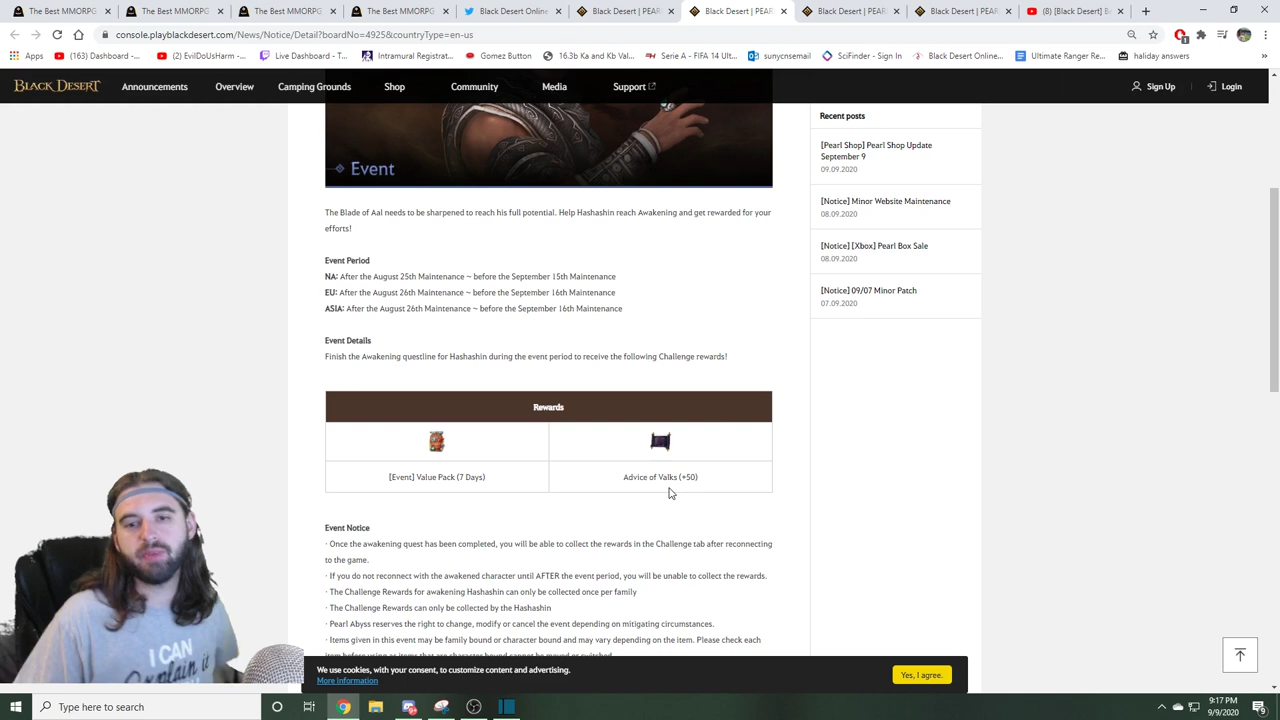 The Best MMORPG
The Best MMORPG
Black Desert Online
Black Desert | PEAR
Black Desert | PEAR
Black Desert | PEAR
Black Desert | PEAR
console.playblackdesert.com/News/Notice/Detail?boardNo=4925&countryType=en-us
1
Apps
(163) Dashboard -...
(2) EvilDoUsHarm -...
Live Dashboard - T...
Intramural Registrat...
Gomez Button
16.3b Ka and Kb Val...
Serie A - FIFA 14 Ult...
sunycnsemail
SciFinder - Sign In
Black Desert Online...
Ultimate Ranger Re...
haliday answers
»
BLACK DESERT
Announcements
Overview
Camping Grounds
Shop
Community
Media
Support
Sign Up
Login
Event
The Blade of Aal needs to be sharpened to reach his full potential. Help Hashashin reach Awakening and get rewarded for your
efforts!
Event Period
NA: After the August 25th Maintenance ~ before the September 15th Maintenance
EU: After the August 26th Maintenance ~ before the September 16th Maintenance
ASIA: After the August 26th Maintenance ~ before the September 16th Maintenance
Event Details
Finish the Awakening questline for Hashashin during the event period to receive the following Challenge rewards!
Rewards
[Event] Value Pack (7 Days)
Advice of Valks (+50)
Event Notice
· Once the awakening quest has been completed, you will be able to collect the rewards in the Challenge tab after reconnecting
to the game.
· If you do not reconnect with the awakened character until AFTER the event period, you will be unable to collect the rewards.
· The Challenge Rewards for awakening Hashashin can only be collected once per family
· The Challenge Rewards can only be collected by the Hashashin
· Pearl Abyss reserves the right to change, modify or cancel the event depending on mitigating circumstances.
· Items given in this event may be family bound or character bound and may vary depending on the item. Please check each
Recent posts
[Pearl Shop] Pearl Shop Update
September 9
09.09.2020
[Notice] Minor Website Maintenance
08.09.2020
[Notice] [Xbox] Pearl Box Sale
08.09.2020
[Notice] 09/07 Minor Patch
07.09.2020
I CAN
We use cookies, with your consent, to customize content and advertising.
More information
Yes, I agree.
Type here to search
9:17 PM
9/9/2020